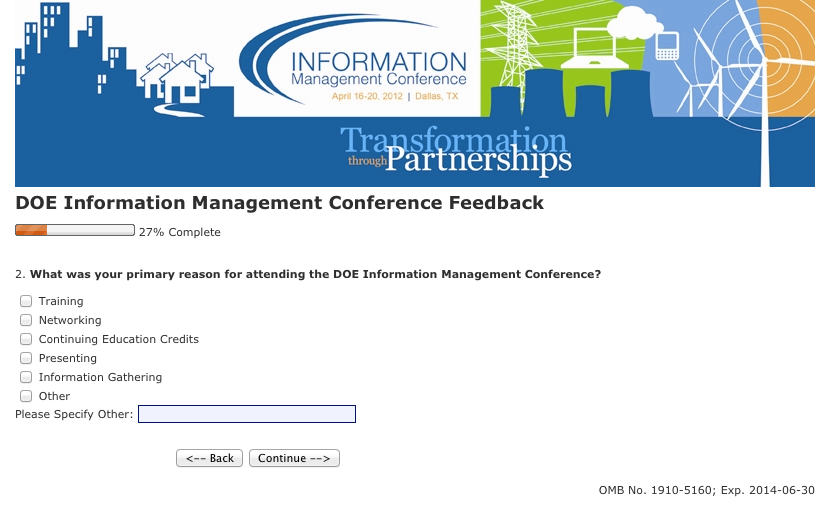 INFORMATION
Management Conference
April 16-20, 2012 | Dallas, TX
Transformation
through Partnerships
DOE Information Management Conference Feedback
27% Complete
2. What was your primary reason for attending the DOE Information Management Conference?
Training
Networking
Continuing Education Credits
Presenting
Information Gathering
Other
Please Specify Other:
<-- Back Continue -->
OMB No. 1910-5160; Exp. 2014-06-30